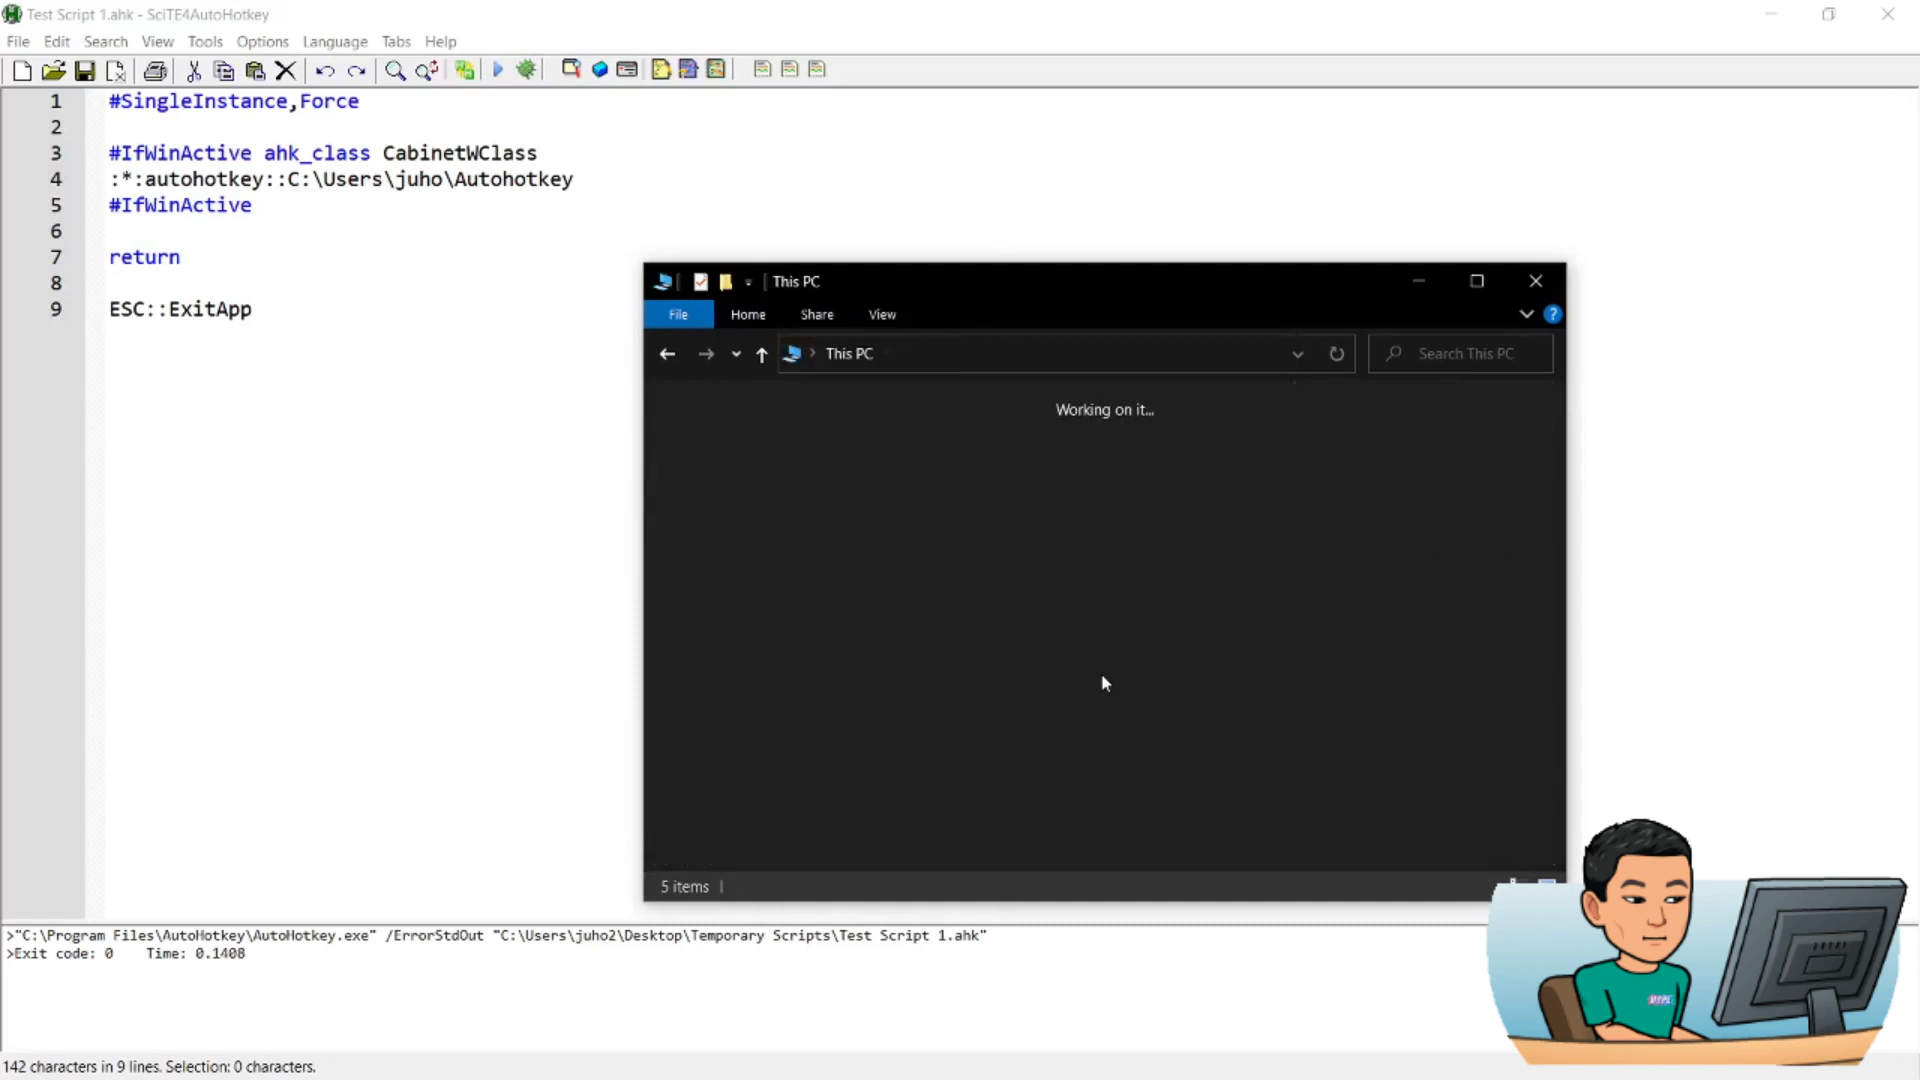 Test Script 1.ahk - SciTE4AutoHotkey
File Edit Search View Tools Options Language Tabs Help
1 #SingleInstance,Force
2
3 #IfWinActive ahk_class CabinetWClass
4 :*:autohotkey::C:\Users\juho\Autohotkey
5 #IfWinActive
6
7 return
8
9 ESC::ExitApp
This PC
File Home Share View ?
This PC
Search This PC
Working on it...
5 items
>"C:\Program Files\AutoHotkey\AutoHotkey.exe" /ErrorStdOut "C:\Users\juho2\Desktop\Temporary Scripts\Test Script 1.ahk"
>Exit code: 0 Time: 0.1408
142 characters in 9 lines. Selection: 0 characters.